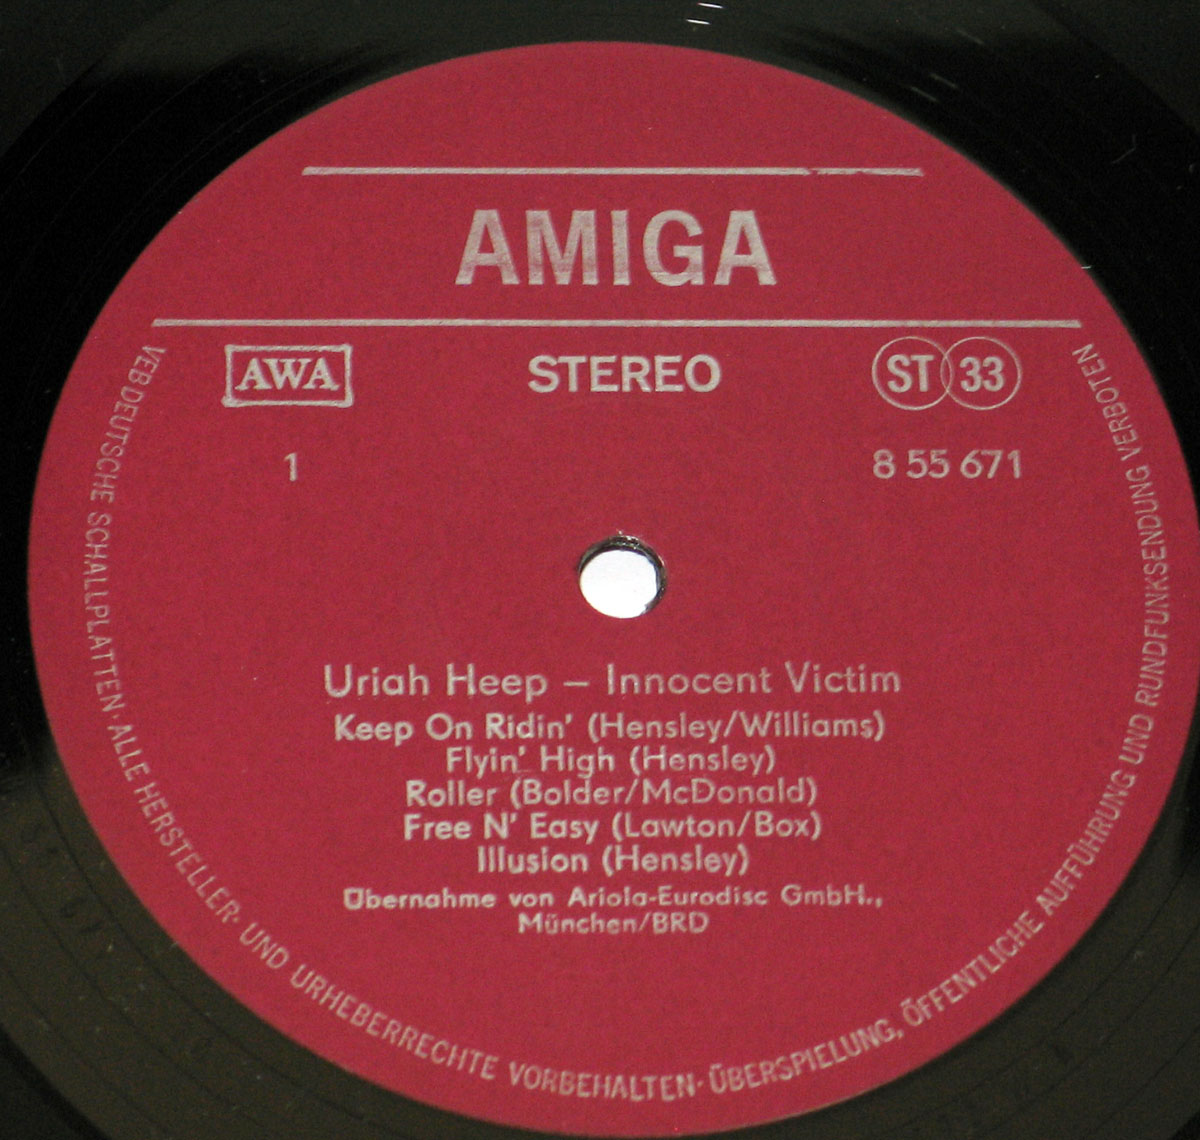 AMIGA
AWA
STEREO
ST 33
1
8 55 671
Uriah Heep – Innocent Victim
Keep On Ridin' (Hensley/Williams)
Flyin' High (Hensley)
Roller (Bolder/McDonald)
Free N' Easy (Lawton/Box)
Illusion (Hensley)
Übernahme von Ariola-Eurodisc GmbH.,
München/BRD
VEB DEUTSCHE SCHALLPLATTEN · ALLE HERSTELLER- UND URHEBERRECHTE VORBEHALTEN · ÜBERSPIELUNG, ÖFFENTLICHE AUFFÜHRUNG UND RUNDFUNKSENDUNG VERBOTEN